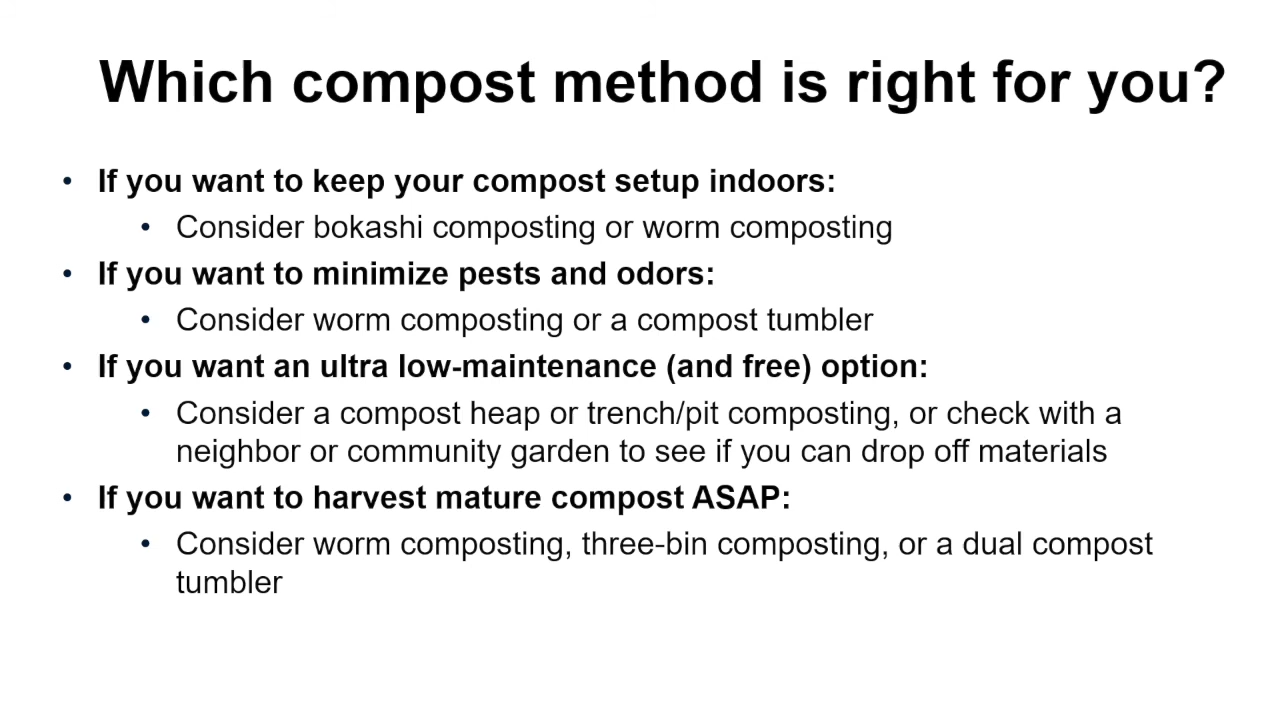 Which compost method is right for you?
• If you want to keep your compost setup indoors:
• Consider bokashi composting or worm composting
• If you want to minimize pests and odors:
• Consider worm composting or a compost tumbler
• If you want an ultra low-maintenance (and free) option:
• Consider a compost heap or trench/pit composting, or check with a
neighbor or community garden to see if you can drop off materials
• If you want to harvest mature compost ASAP:
• Consider worm composting, three-bin composting, or a dual compost
tumbler